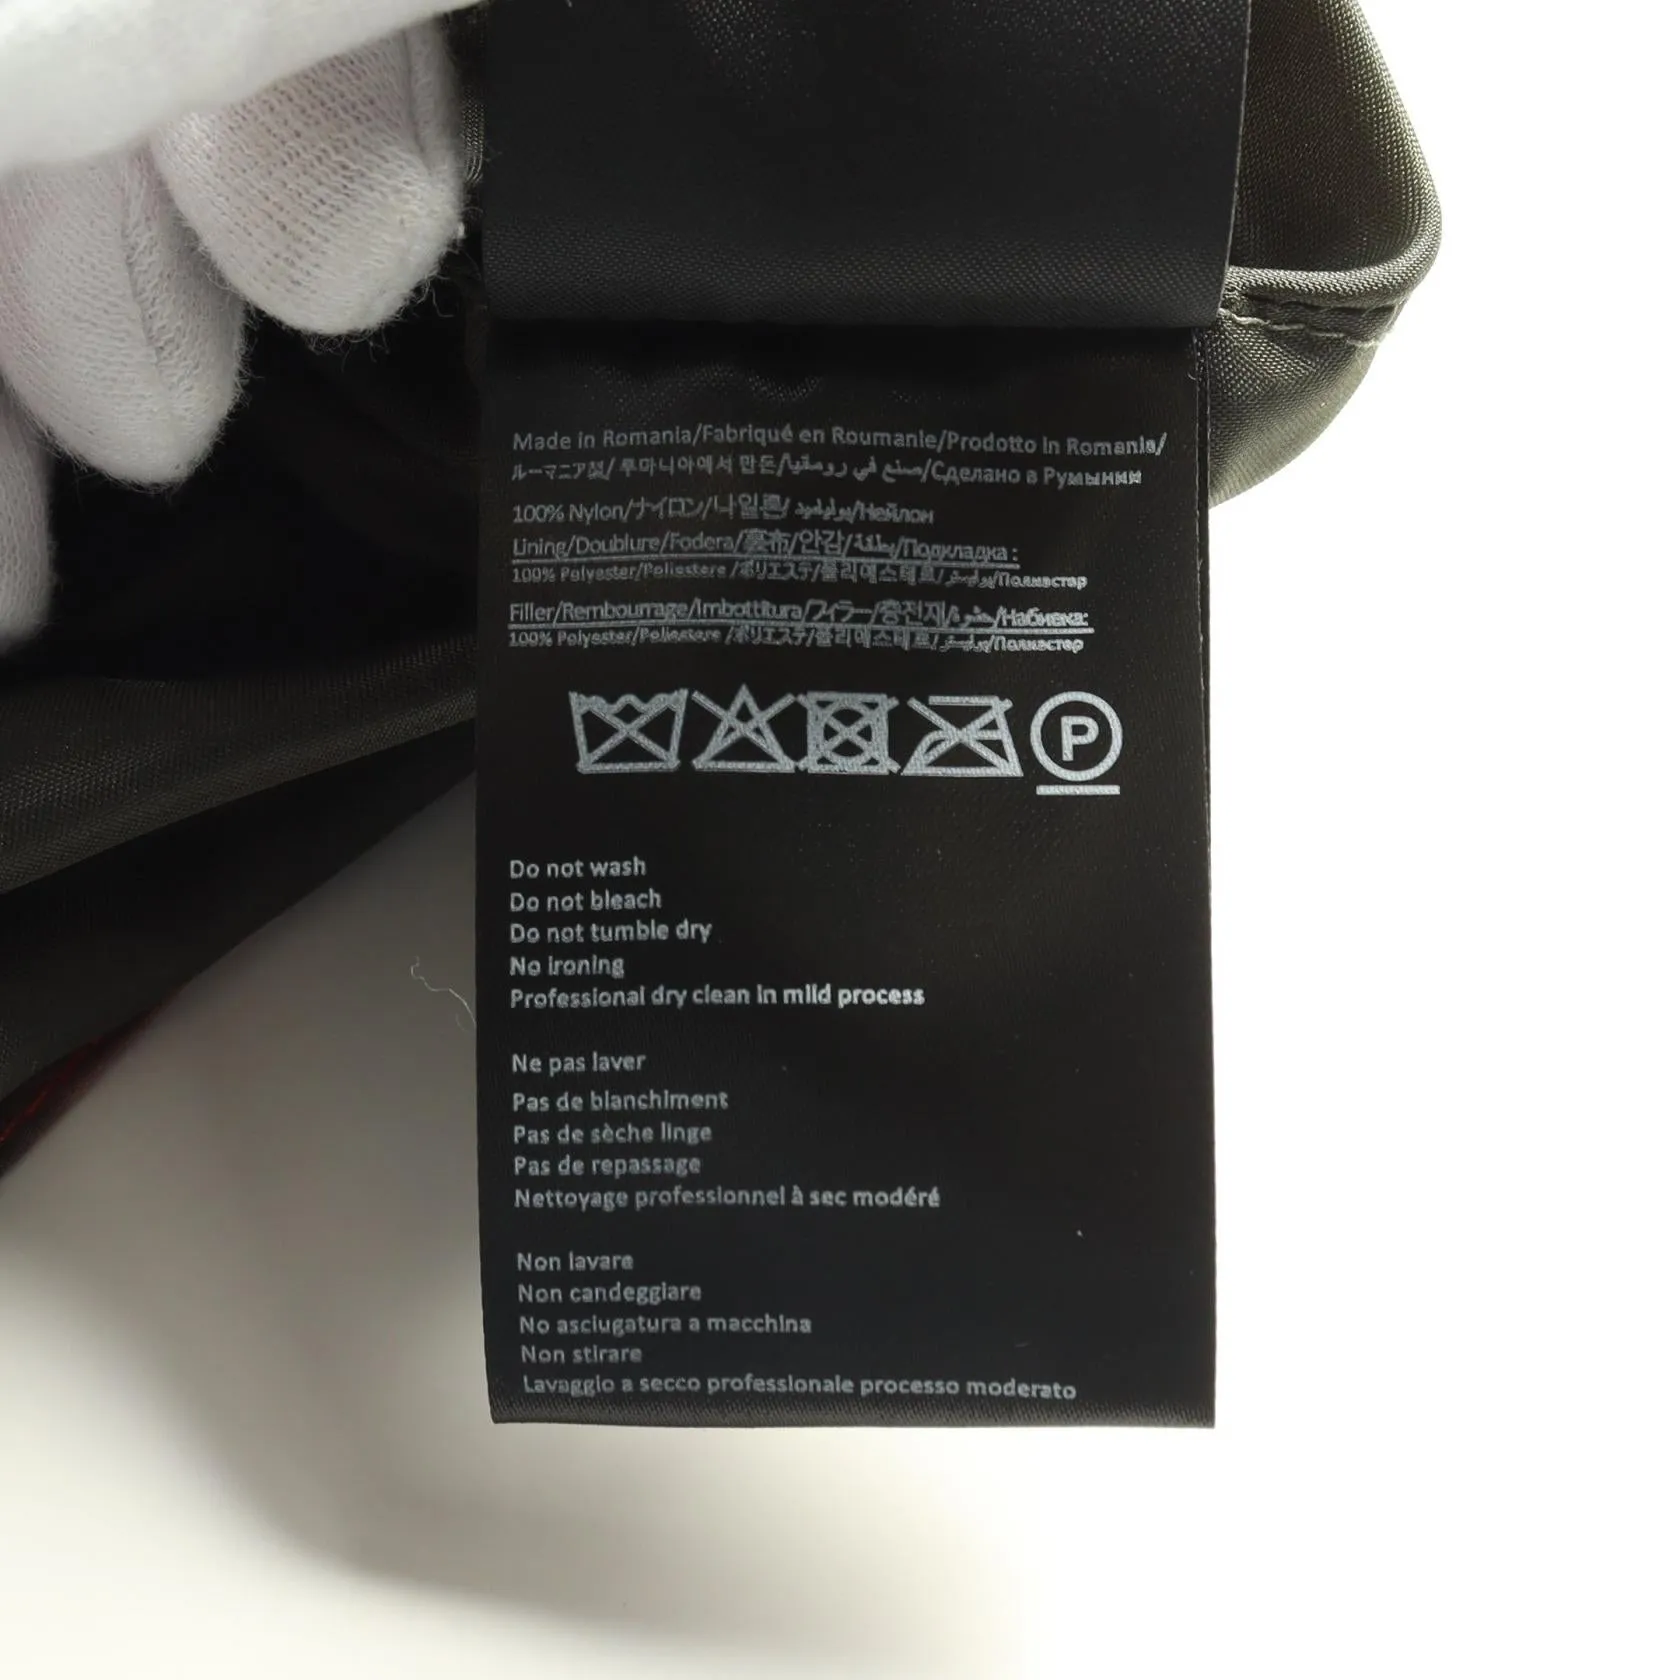 Made in Romania/Fabriqué en Roumanie/Prodotto in Romania/
ルーマニア製/ 루마니아에서 만든/صنع في رومانيا/Сделано в Румынии
100% Nylon/ナイロン/나일론/ /Нейлон
Lining/Doublure/Fodera/裏布/안감/بطانة/Подкладка :
100% Polyester/Poliestere /ポリエステ/폴리에스테르/ بوليستر/Полиэстер
Filler/Rembourrage/Imbottitura/フィラー/충전재/حشوة/Набивка:
100% Polyester/Poliestere /ポリエステ/폴리에스테르/ بوليستر/Полиэстер
P
Do not wash
Do not bleach
Do not tumble dry
No ironing
Professional dry clean in mild process
Ne pas laver
Pas de blanchiment
Pas de sèche linge
Pas de repassage
Nettoyage professionnel à sec modéré
Non lavare
Non candeggiare
No asciugatura a macchina
Non stirare
Lavaggio a secco professionale processo moderato